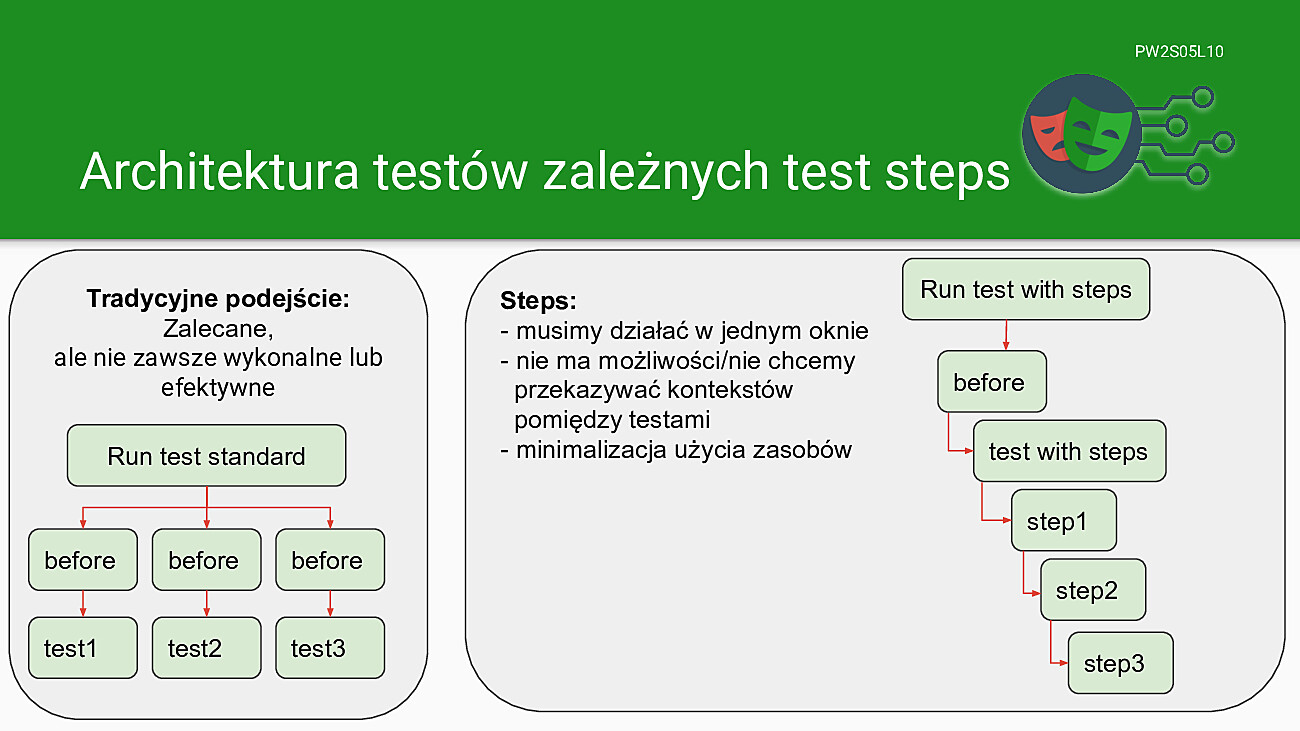 PW2S05L10
Architektura testów zależnych test steps
Tradycyjne podejście:
Zalecane,
ale nie zawsze wykonalne lub
efektywne
Run test standard
before
before
before
test1
test2
test3
Steps:
- musimy działać w jednym oknie
- nie ma możliwości/nie chcemy
przekazywać kontekstów
pomiędzy testami
- minimalizacja użycia zasobów
Run test with steps
before
test with steps
step1
step2
step3